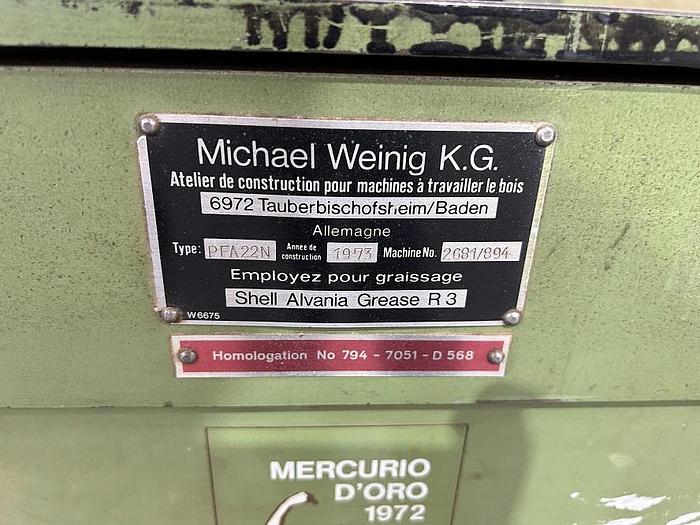 Michael Weinig K.G.
Atelier de construction pour machines à travailler le bois
6972 Tauberbischofsheim/Baden
Allemagne
Type: PFA22N Année de construction 1973 Machine No. 2681/894
Employez pour graissage
Shell Alvania Grease R 3
W6675
Homologation No 794 - 7051 - D 568
MERCURIO
D'ORO
1972